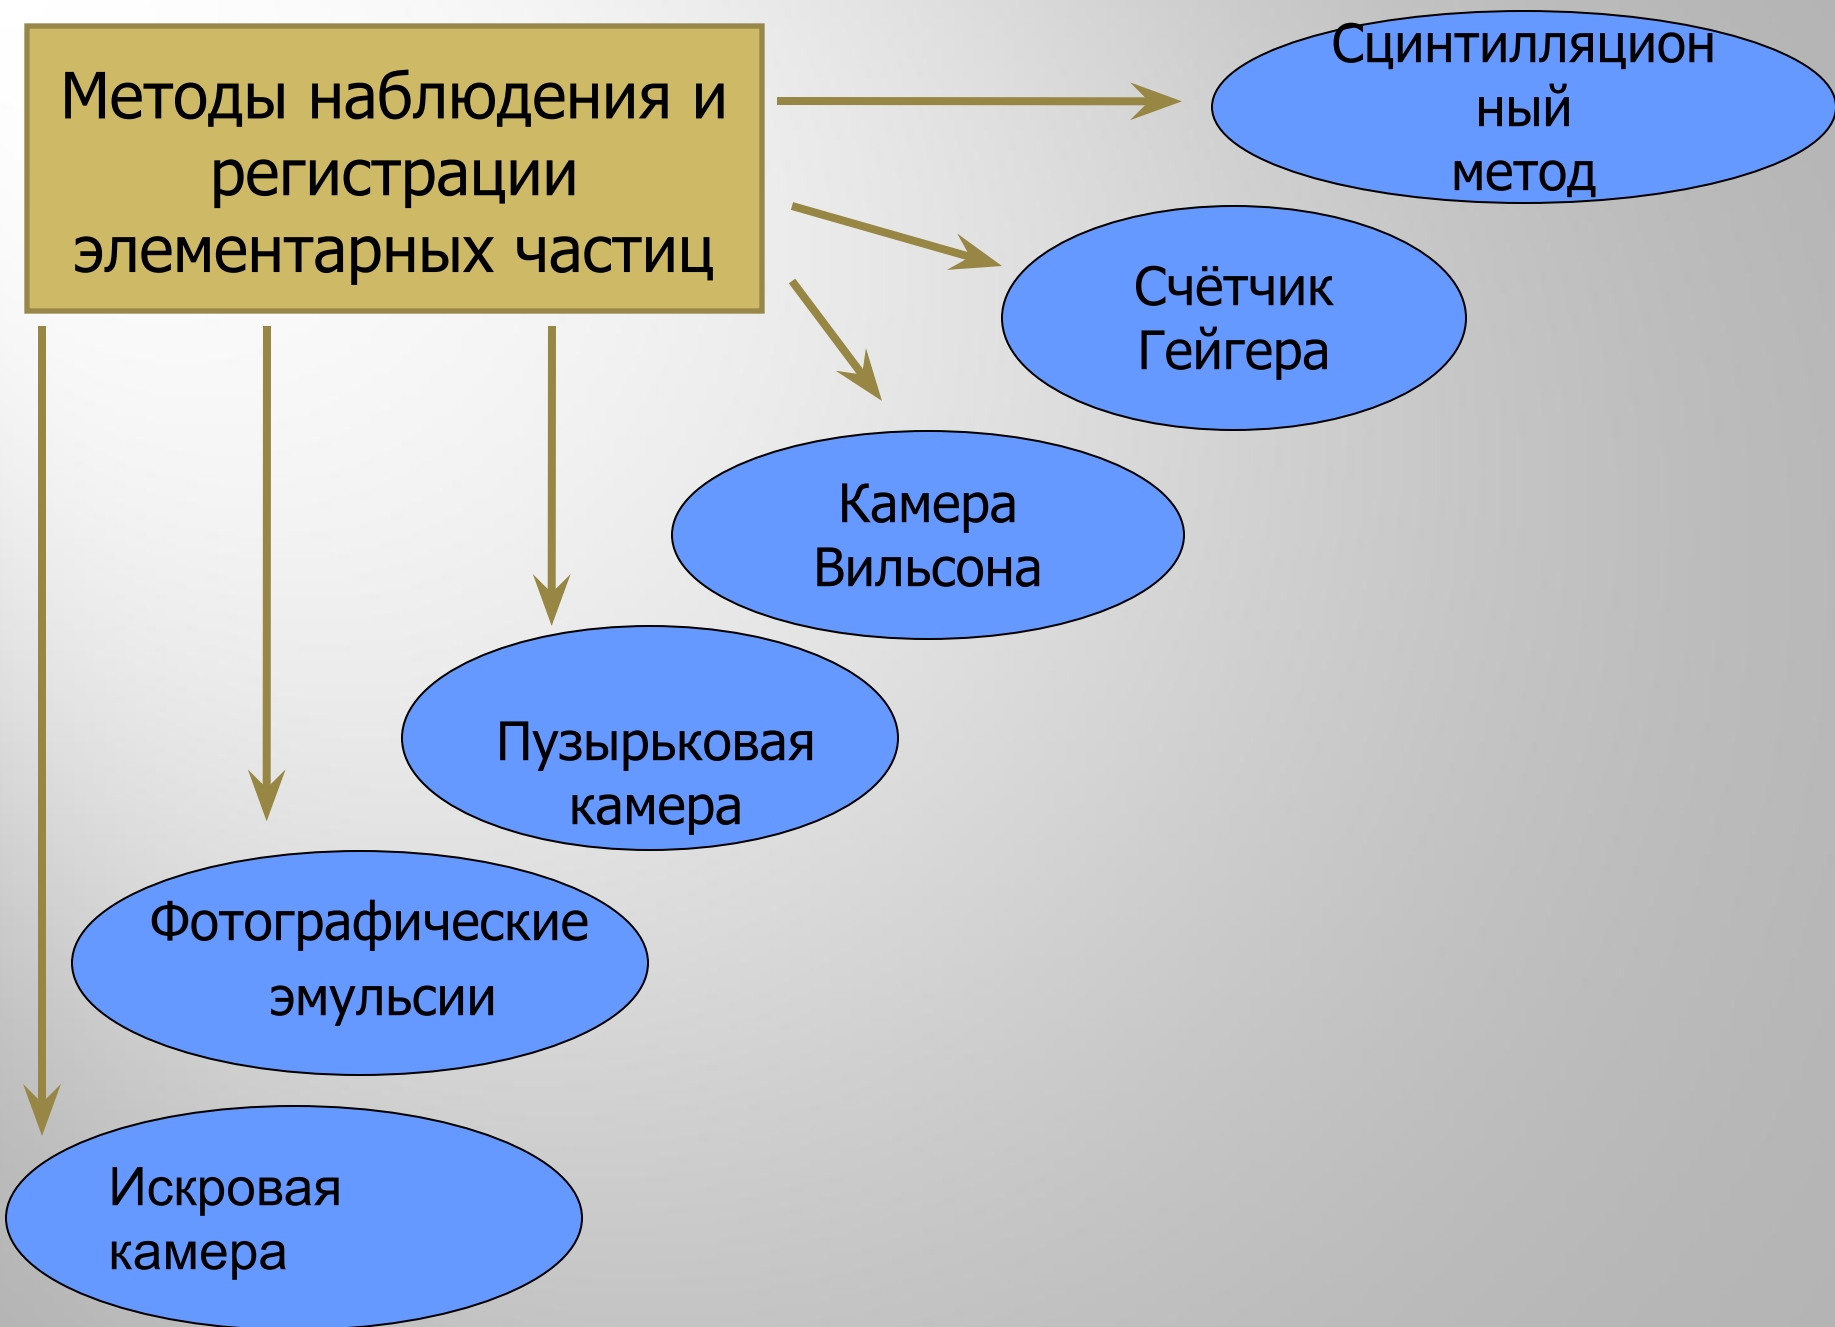 Методы наблюдения и
регистрации
элементарных частиц
Сцинтилляцион
ный
метод
Счётчик
Гейгера
Камера
Вильсона
Пузырьковая
камера
Фотографические
эмульсии
Искровая
камера